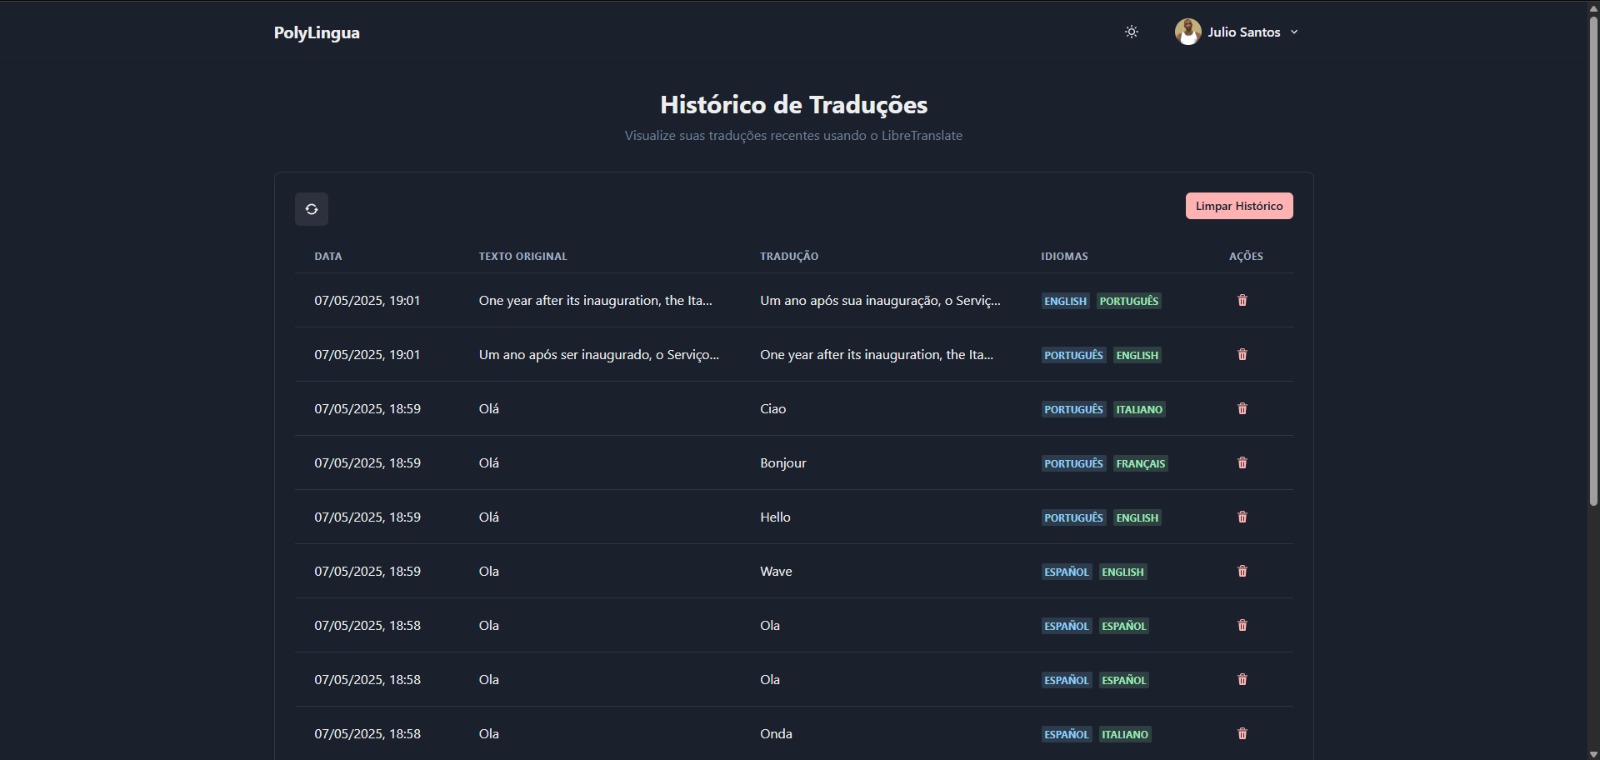 PolyLingua
Julio Santos
Histórico de Traduções
Visualize suas traduções recentes usando o LibreTranslate
Limpar Histórico
DATA TEXTO ORIGINAL TRADUÇÃO IDIOMAS AÇÕES
07/05/2025, 19:01 One year after its inauguration, the Ita... Um ano após sua inauguração, o Serviç... ENGLISH PORTUGUÊS
07/05/2025, 19:01 Um ano após ser inaugurado, o Serviço... One year after its inauguration, the Ita... PORTUGUÊS ENGLISH
07/05/2025, 18:59 Olá Ciao PORTUGUÊS ITALIANO
07/05/2025, 18:59 Olá Bonjour PORTUGUÊS FRANÇAIS
07/05/2025, 18:59 Olá Hello PORTUGUÊS ENGLISH
07/05/2025, 18:59 Ola Wave ESPAÑOL ENGLISH
07/05/2025, 18:58 Ola Ola ESPAÑOL ESPAÑOL
07/05/2025, 18:58 Ola Ola ESPAÑOL ESPAÑOL
07/05/2025, 18:58 Ola Onda ESPAÑOL ITALIANO